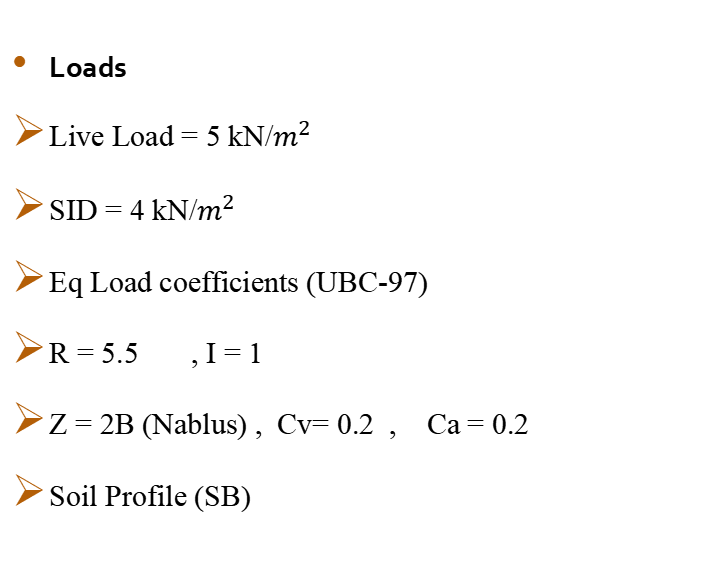 • Loads
➢ Live Load = 5 kN/m²
➢ SID = 4 kN/m²
➢ Eq Load coefficients (UBC-97)
➢ R = 5.5 , I = 1
➢ Z = 2B (Nablus) , Cv= 0.2 , Ca = 0.2
➢ Soil Profile (SB)